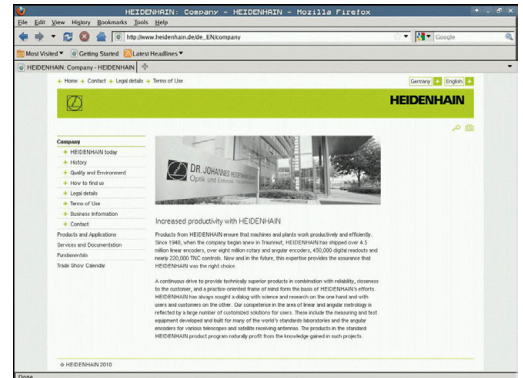 HEIDENHAIN: Company - HEIDENHAIN - Mozilla Firefox
File Edit View History Bookmarks Tools Help
http://www.heidenhain.de/de_EN/company
Google
Most Visited Getting Started Latest Headlines
HEIDENHAIN: Company - HEIDENHAIN
Home Contact Legal details Terms of Use
Germany English
HEIDENHAIN
Company
HEIDENHAIN today
History
Quality and Environment
How to find us
Legal details
Terms of Use
Business Information
Contact
Products and Applications
Services and Documentation
Fundamentals
Trade Show Calendar
DR. JOHANNES HEIDENHAIN
Optik und Elektronik
Increased productivity with HEIDENHAIN
Products from HEIDENHAIN ensure that machines and plants work productively and efficiently.
Since 1948, when the company began anew in Traunreut, HEIDENHAIN has shipped over 4.5
million linear encoders, over eight million rotary and angular encoders, 450,000 digital readouts and
nearly 220,000 TNC controls. Now and in the future, this expertise provides the assurance that
HEIDENHAIN was the right choice.
A continuous drive to provide technically superior products in combination with reliability, closeness
to the customer, and a practice-oriented frame of mind form the basis of HEIDENHAIN's efforts.
HEIDENHAIN has always sought a dialog with science and research on the one hand and with
users and customers on the other. Our competence in the area of linear and angular metrology is
reflected by a large number of customized solutions for users. These include the measuring and test
equipment developed and built for many of the world's standards laboratories and the angular
encoders for various telescopes and satellite receiving antennas. The products in the standard
HEIDENHAIN product program naturally profit from the knowledge gained in such projects.
© HEIDENHAIN 2010
Done